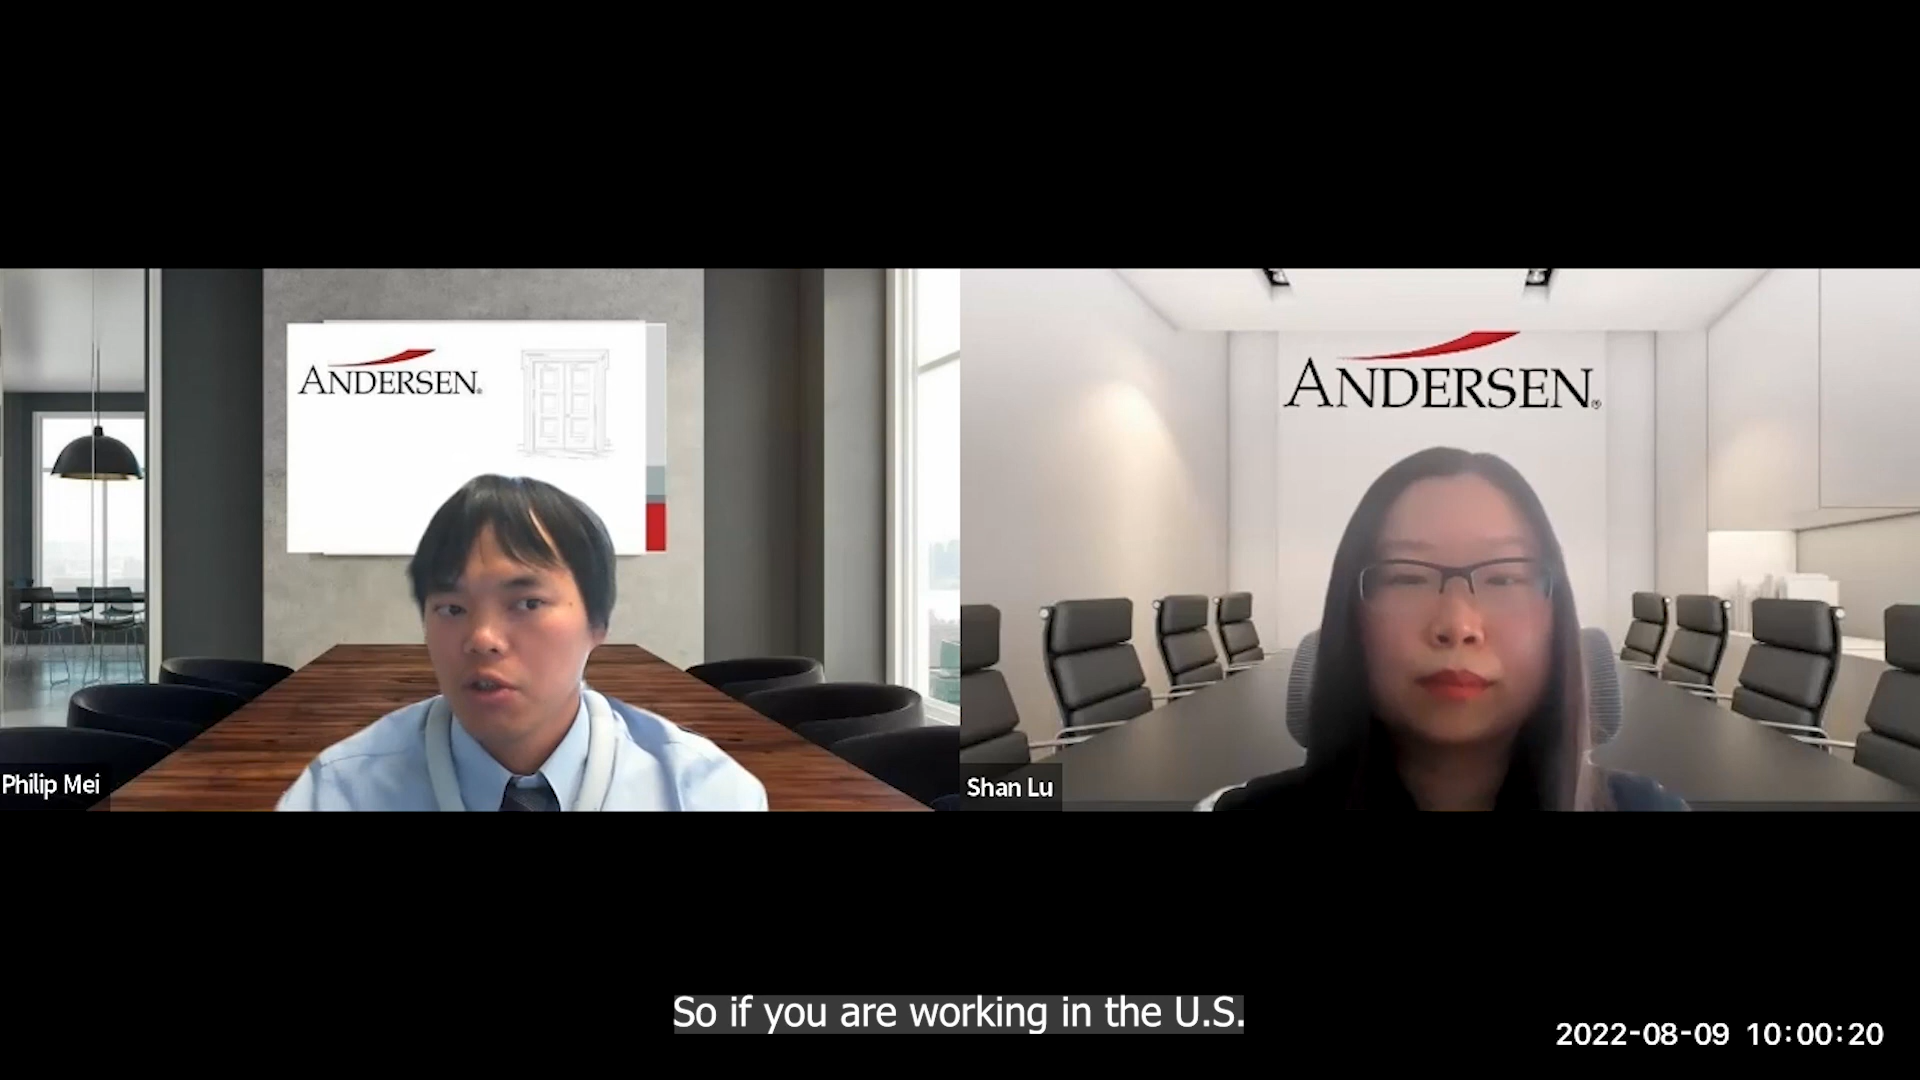 ANDERSEN®
ANDERSEN®
Philip Mei
Shan Lu
So if you are working in the U.S.
2022-08-09 10:00:20